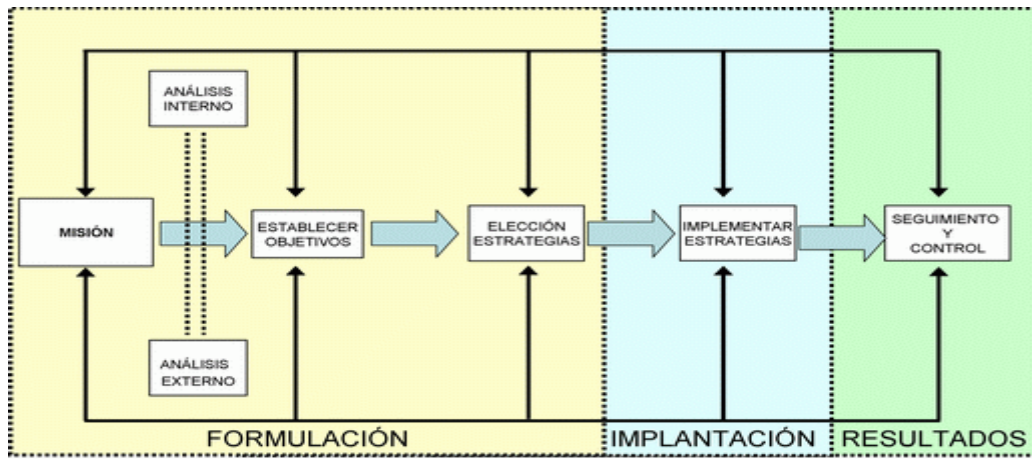 ANÁLISIS
INTERNO
MISIÓN
ESTABLECER
OBJETIVOS
ELECCIÓN
ESTRATEGIAS
IMPLEMENTAR
ESTRATEGIAS
SEGUIMIENTO
Y
CONTROL
ANÁLISIS
EXTERNO
FORMULACIÓN
IMPLANTACIÓN
RESULTADOS